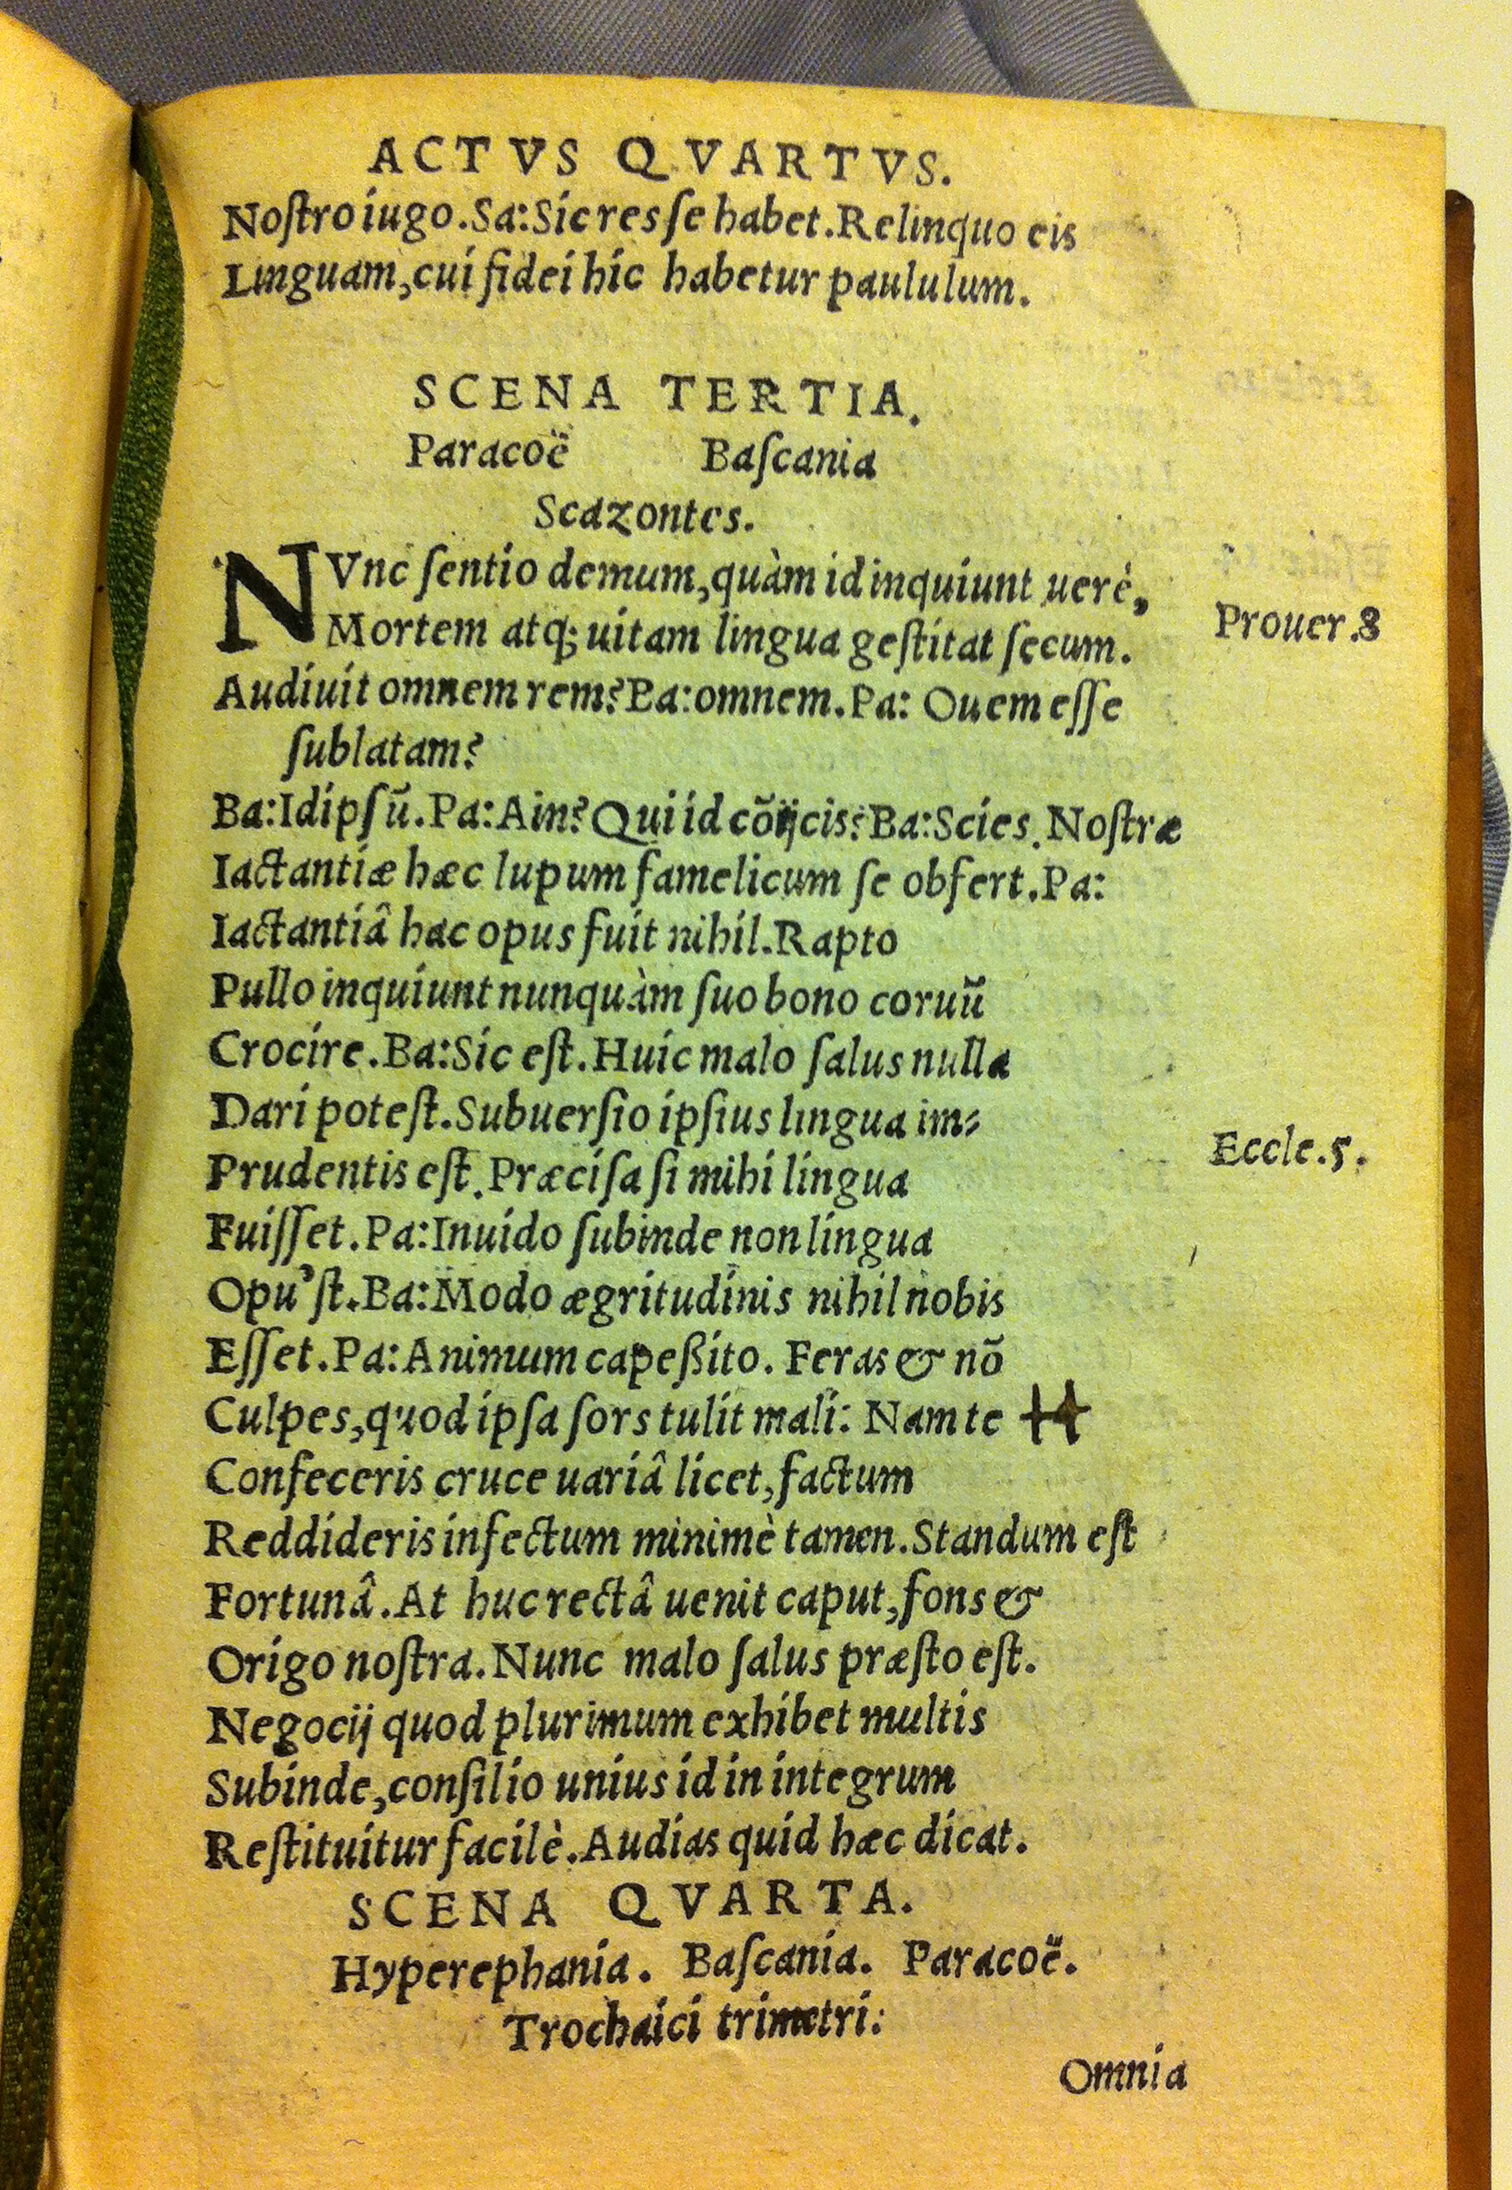 ACTVS QVARTVS.
Noſtro iugo. Sa: Sic res ſe habet. Relinquo eis
Linguam, cui fidei hic habetur paululum.
SCENA TERTIA.
Paracoë Baſcania
Scazontes.
NVnc ſentio demum, quàm id inquiunt uerè,
Prouer.8
Mortem atq; uitam lingua geſtitat ſecum.
Audiuit omnem rem? Ba: omnem. Pa: Ouem eſſe
ſublatam?
Ba: Id ipſū. Pa: Ain? Qui id cōijcis? Ba: Scies. Noſtræ
Iactantiæ hæc lupum famelicum ſe obfert. Pa:
Iactantiâ hac opus fuit nihil. Rapto
Pullo inquiunt nunquàm ſuo bono coruū
Crocire. Ba: Sic eſt. Huic malo ſalus nulla
Dari poteſt. Subuerſio ipſius lingua im⸗
Eccle.5.
Prudentis eſt. Præciſa ſi mihi lingua
Fuiſſet. Pa: Inuido ſubinde non lingua
Opu'ſt. Ba: Modo ægritudinis nihil nobis
Eſſet. Pa: Animum capeßito. Feras & nō
Culpes, quod ipſa ſors tulit mali: Nam te
Confeceris cruce uariâ licet, factum
Reddideris infectum minimè tamen. Standum eſt
Fortunâ. At huc rectâ uenit caput, fons &
Origo noſtra. Nunc malo ſalus præſto eſt.
Negocij quod plurimum exhibet multis
Subinde, conſilio unius id in integrum
Reſtituitur facilè. Audias quid hæc dicat.
SCENA QVARTA.
Hyperephania. Baſcania. Paracoë.
Trochaici trimetri:
Omnia